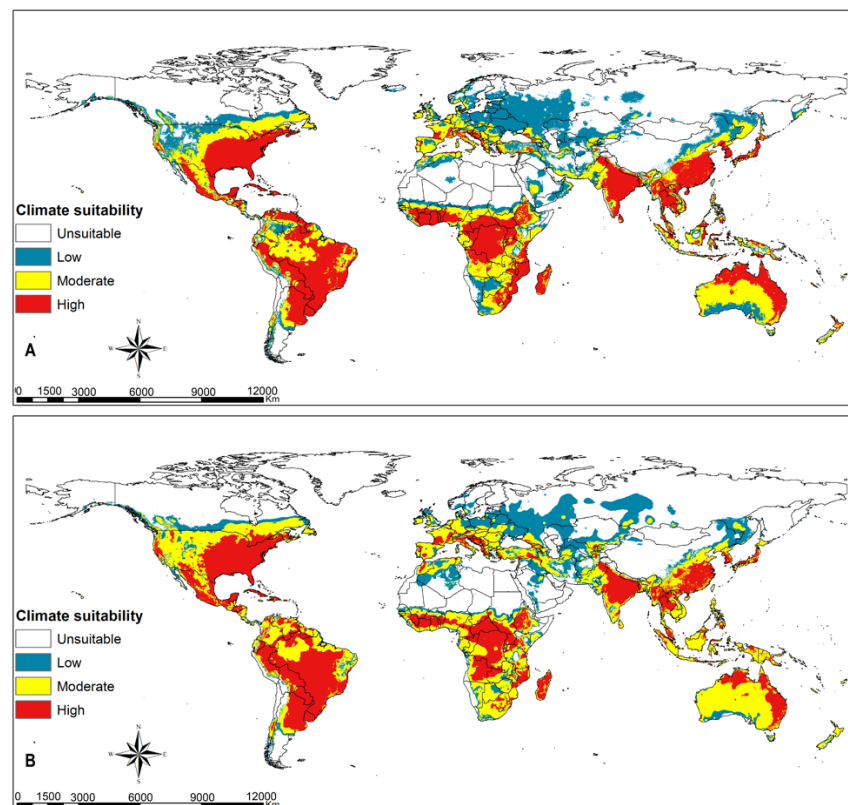 Climate suitability
Unsuitable
Low
Moderate
High
N
W E
S
A
0 1500 3000 6000 9000 12000
Km
Climate suitability
Unsuitable
Low
Moderate
High
N
W E
S
B
0 1500 3000 6000 9000 12000
Km